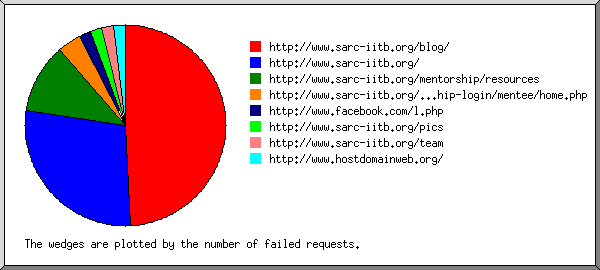 http://www.sarc-iitb.org/blog/
http://www.sarc-iitb.org/
http://www.sarc-iitb.org/mentorship/resources
http://www.sarc-iitb.org/...hip-login/mentee/home.php
http://www.facebook.com/l.php
http://www.sarc-iitb.org/pics
http://www.sarc-iitb.org/team
http://www.hostdomainweb.org/
The wedges are plotted by the number of failed requests.